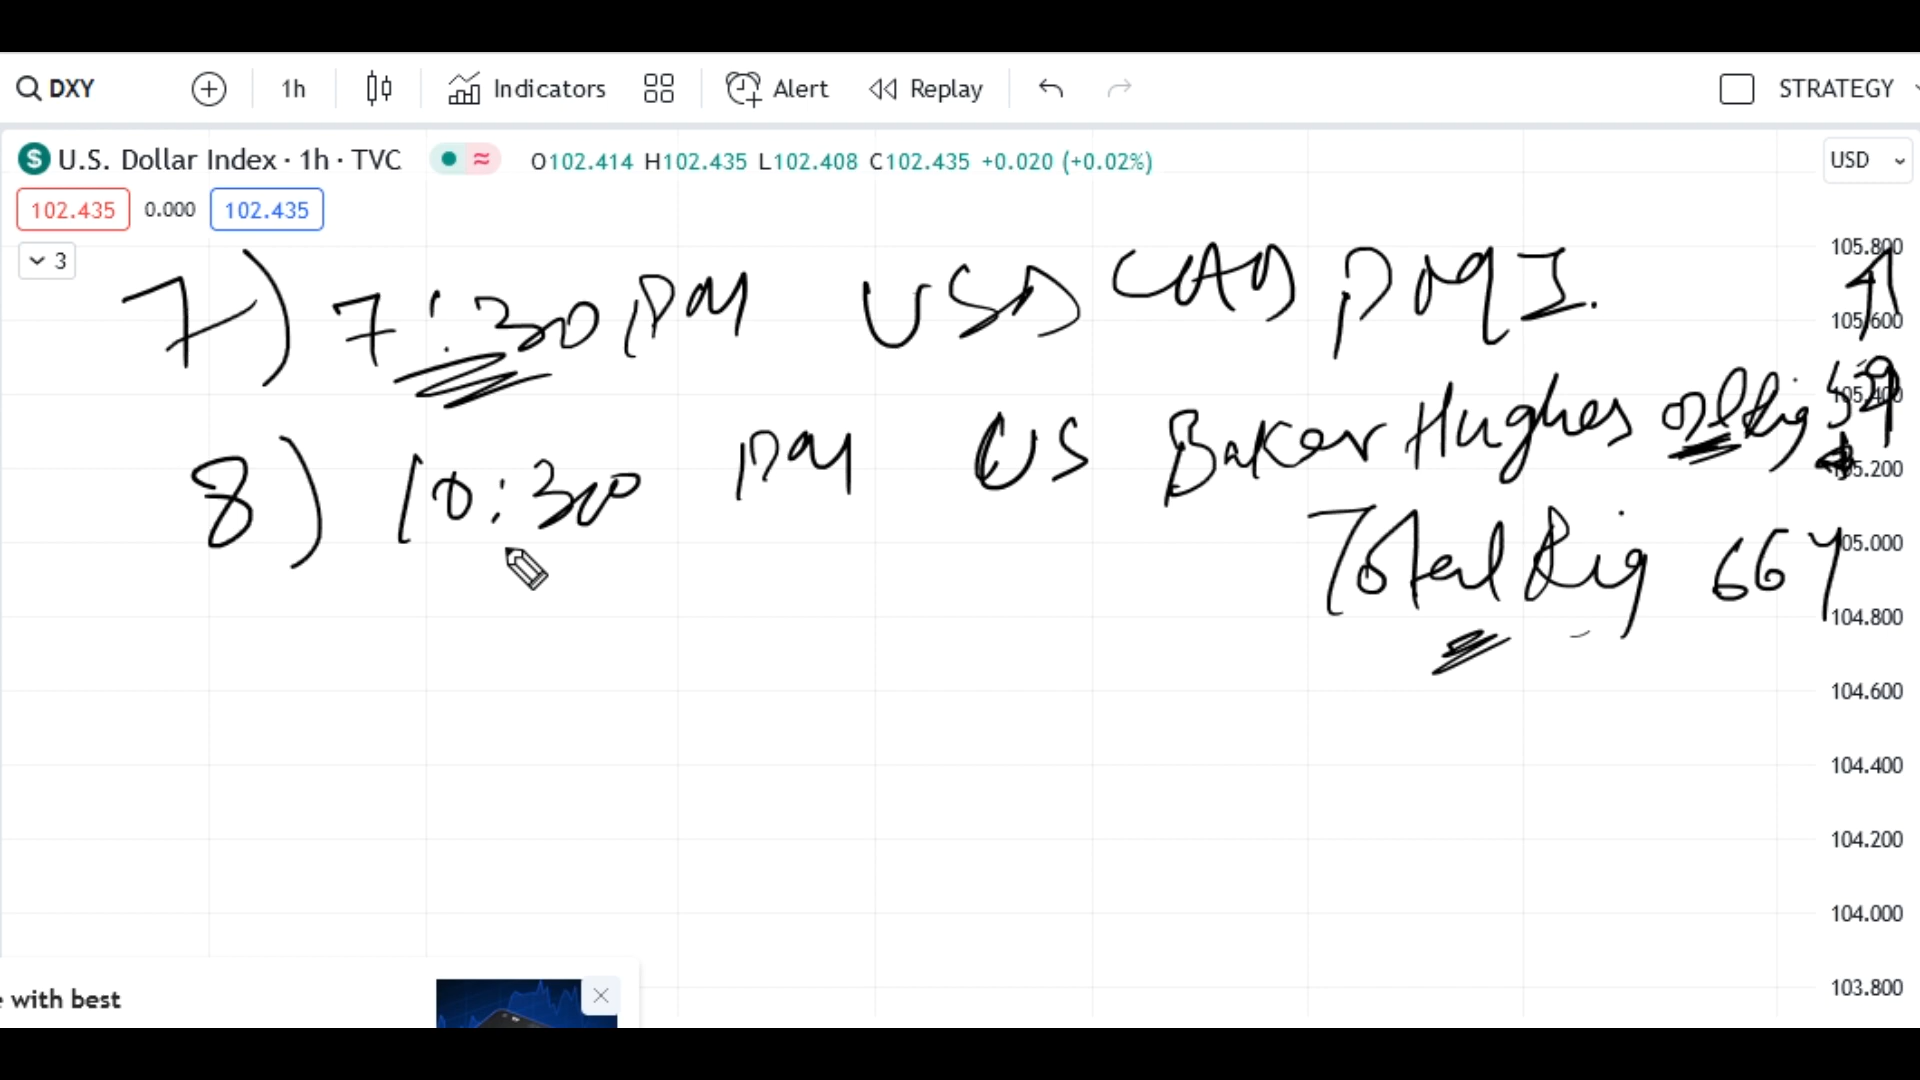 DXY 1h Indicators Alert Replay STRATEGY
U.S. Dollar Index · 1h · TVC O102.414 H102.435 L102.408 C102.435 +0.020 (+0.02%) USD
102.435 0.000 102.435
3
7) 7:30 PM USD CAD PMI.
8) 10:30 PM US Baker Hughes Oil Rig
Total Rig 664
105.800
105.600
105.400
105.200
105.000
104.800
104.600
104.400
104.200
104.000
103.800
with best